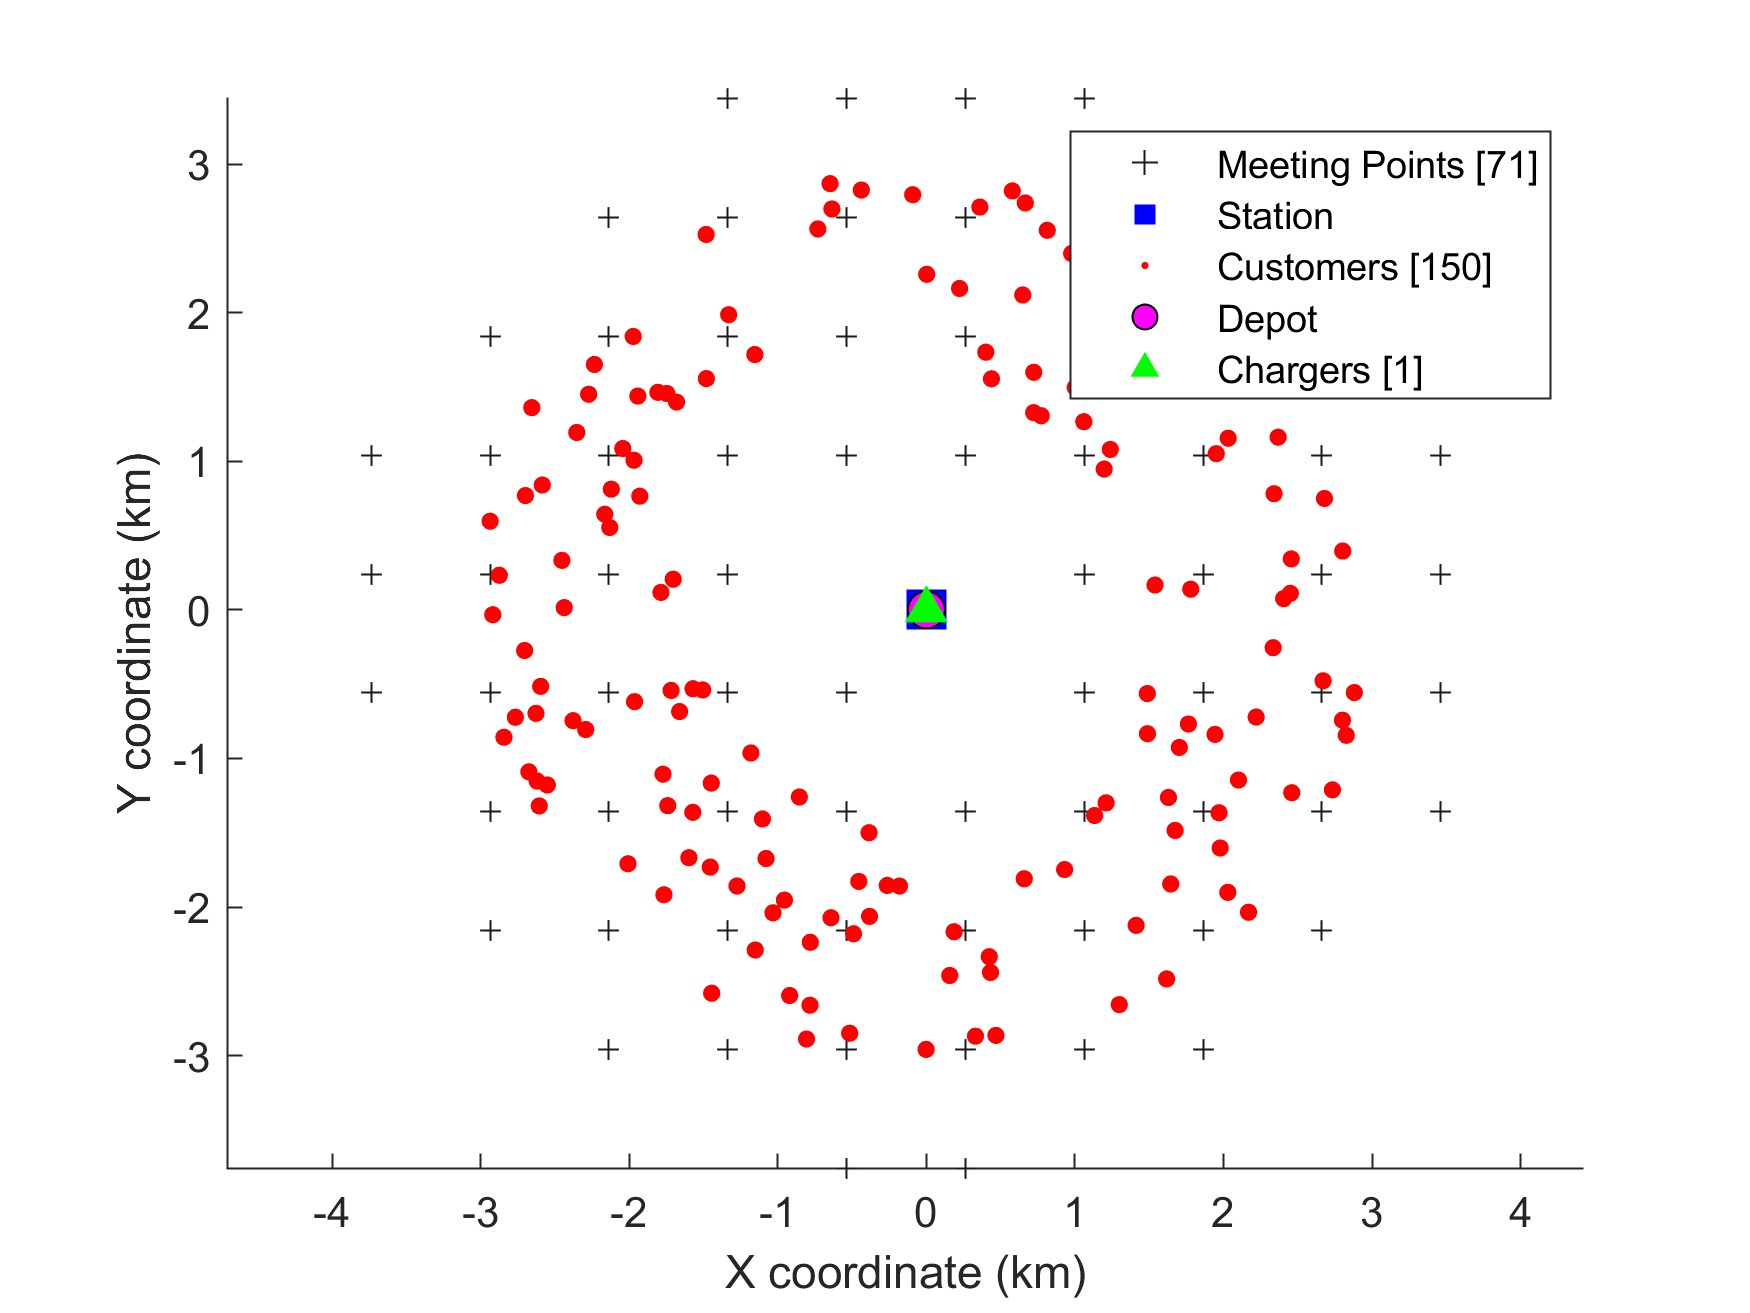 Meeting Points [71]
Station
Customers [150]
Depot
Chargers [1]
3
2
1
0
-1
-2
-3
Y coordinate (km)
-4 -3 -2 -1 0 1 2 3 4
X coordinate (km)